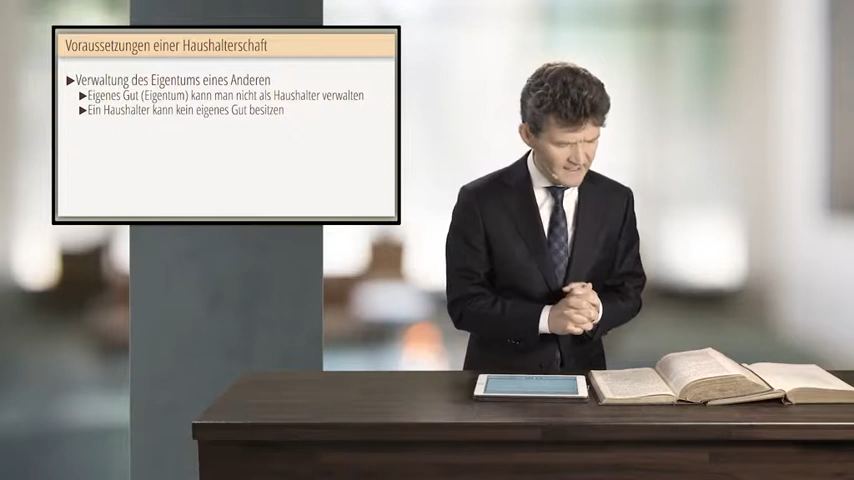 Voraussetzungen einer Haushalterschaft
▶Verwaltung des Eigentums eines Anderen
▶Eigenes Gut (Eigentum) kann man nicht als Haushalter verwalten
▶Ein Haushalter kann kein eigenes Gut besitzen